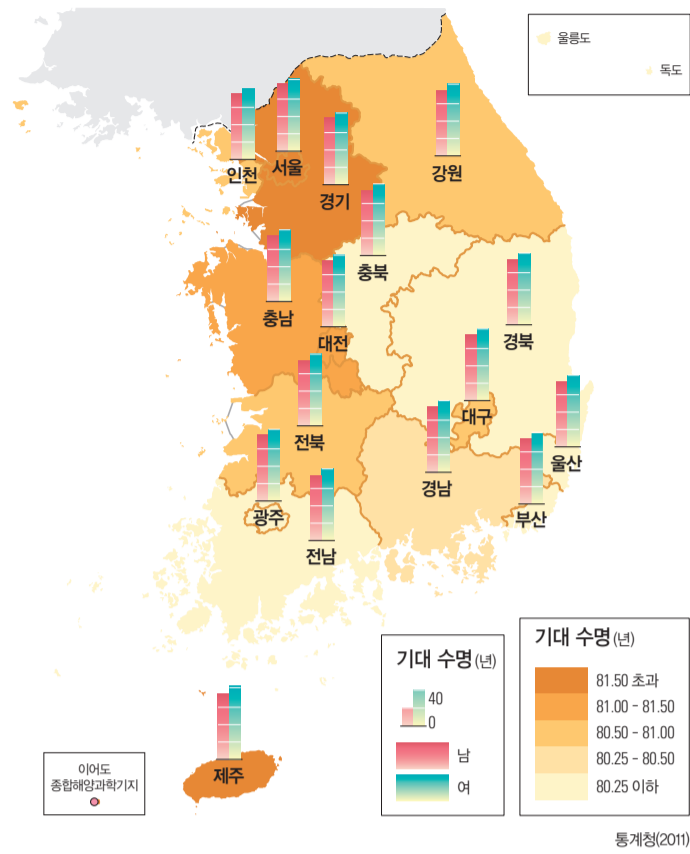 울릉도
독도
인천
서울
경기
강원
충북
충남
대전
경북
전북
대구
경남
울산
광주
부산
전남
제주
이어도
종합해양과학기지
기대 수명(년)
40
0
남
여
기대 수명(년)
81.50 초과
81.00 - 81.50
80.50 - 81.00
80.25 - 80.50
80.25 이하
통계청(2011)